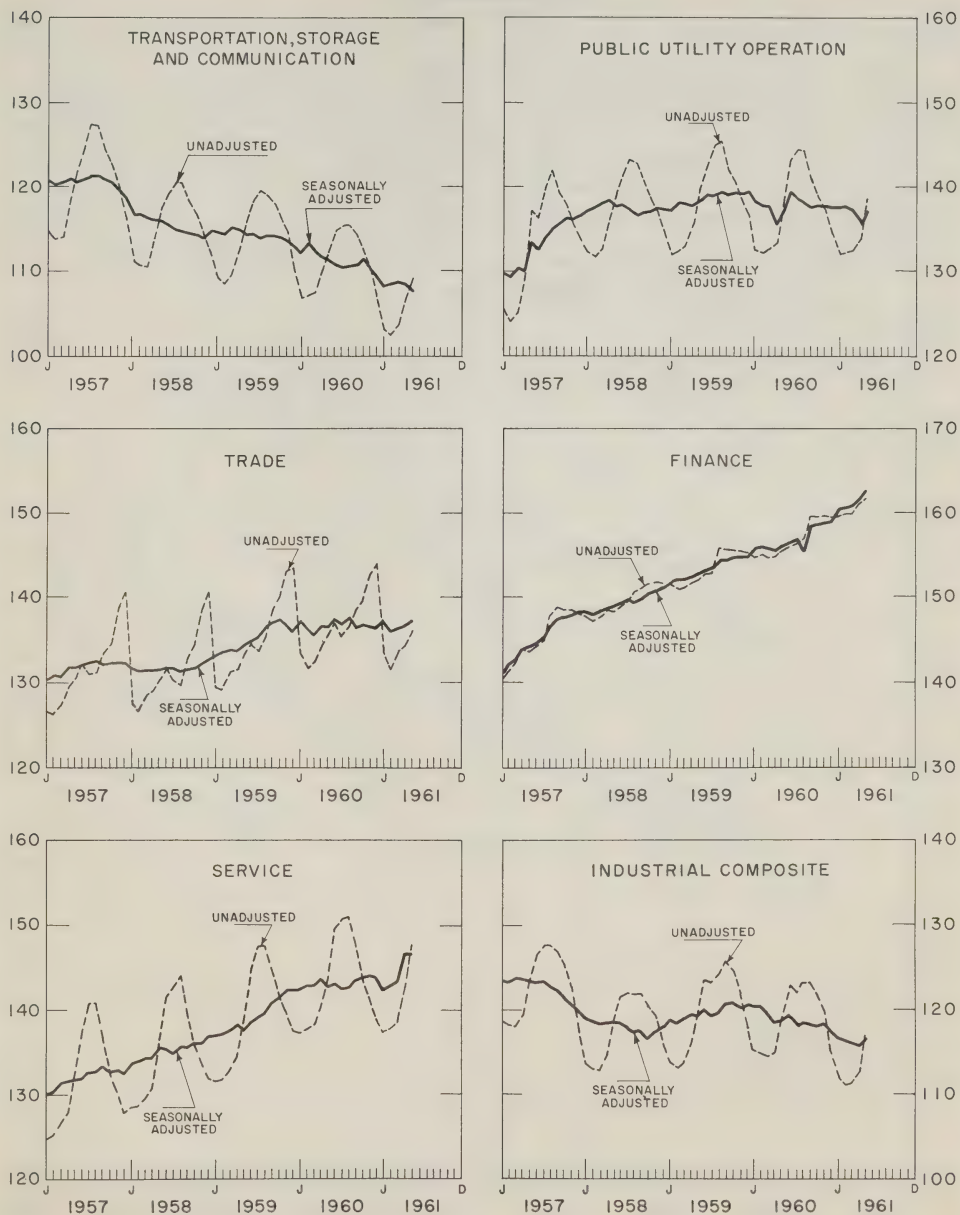 140
TRANSPORTATION, STORAGE
AND COMMUNICATION
130
UNADJUSTED
120
SEASONALLY
ADJUSTED
110
100
J J J J J D
1957 1958 1959 1960 1961
160
PUBLIC UTILITY OPERATION
150
UNADJUSTED
140
130
SEASONALLY
ADJUSTED
120
J J J J J D
1957 1958 1959 1960 1961
160
TRADE
150
UNADJUSTED
140
130
SEASONALLY
ADJUSTED
120
J J J J J D
1957 1958 1959 1960 1961
170
FINANCE
160
UNADJUSTED
150
SEASONALLY
ADJUSTED
140
130
J J J J J D
1957 1958 1959 1960 1961
160
SERVICE
150
UNADJUSTED
140
130
SEASONALLY
ADJUSTED
120
J J J J J D
1957 1958 1959 1960 1961
140
INDUSTRIAL COMPOSITE
130
UNADJUSTED
120
110
SEASONALLY
ADJUSTED
100
J J J J J D
1957 1958 1959 1960 1961